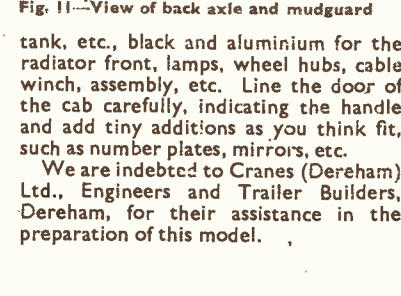 Fig. 11—View of back axle and mudguard
tank, etc., black and aluminium for the
radiator front, lamps, wheel hubs, cable
winch, assembly, etc. Line the door of
the cab carefully, indicating the handle
and add tiny additions as you think fit,
such as number plates, mirrors, etc.
We are indebted to Cranes (Dereham)
Ltd., Engineers and Trailer Builders,
Dereham, for their assistance in the
preparation of this model.